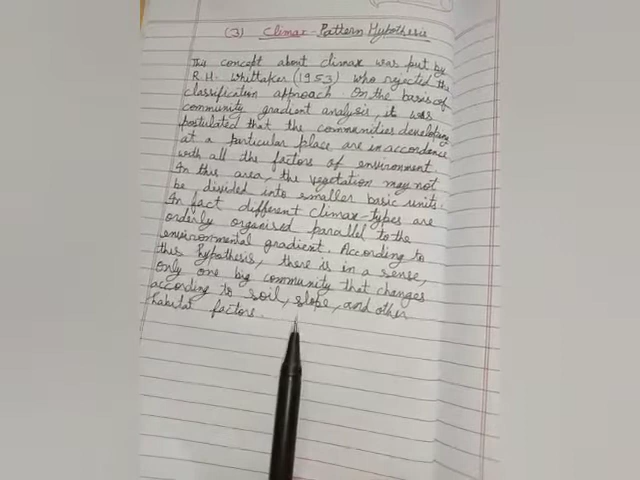 (3) Climax-Pattern Hypothesis
This concept about climax was put by
R.H. Whittaker (1953) who rejected the
classification approach. On the basis of
community gradient analysis, it was
postulated that the communities developing
at a particular place are in accordance
with all the factors of environment.
In this area, the vegetation may not
be divided into smaller basic units.
In fact different climax-types are
orderly organised parallel to the
environmental gradient. According to
this hypothesis, there is in a sense,
only one big community that changes
according to soil, slope, and other
habitat factors.